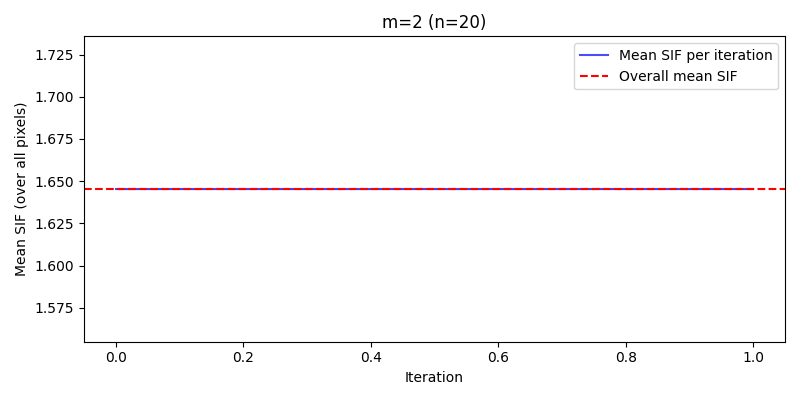 m=2 (n=20)
Mean SIF per iteration
Overall mean SIF
Mean SIF (over all pixels)
1.725
1.700
1.675
1.650
1.625
1.600
1.575
0.0 0.2 0.4 0.6 0.8 1.0
Iteration